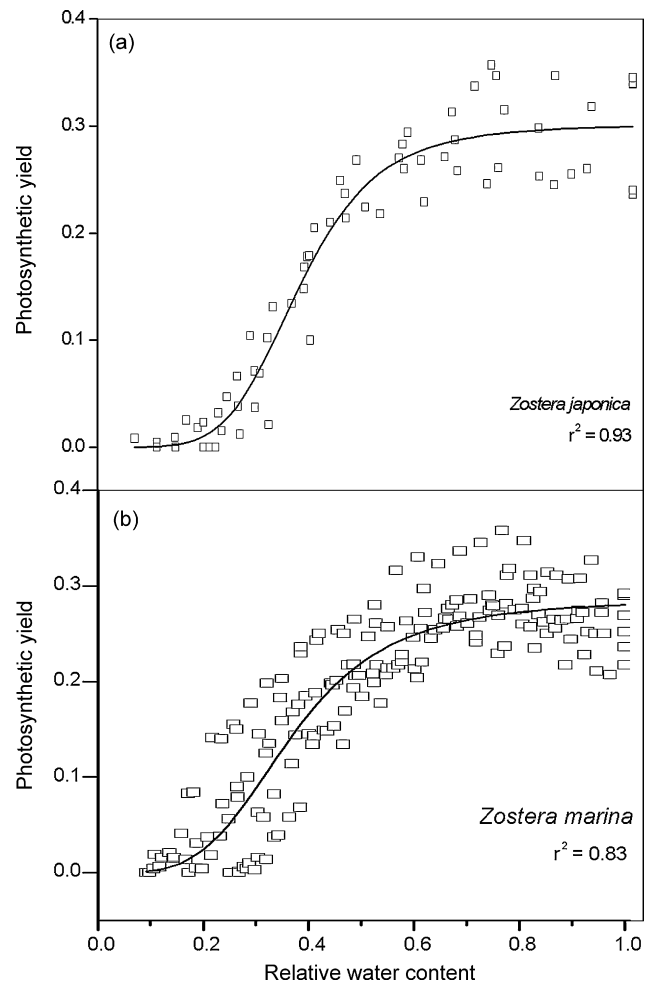 (a)
0.4
0.3
0.2
0.1
0.0
Photosynthetic yield
Zostera japonica
r² = 0.93
(b)
0.4
0.3
0.2
0.1
0.0
Photosynthetic yield
Zostera marina
r² = 0.83
0.0 0.2 0.4 0.6 0.8 1.0
Relative water content